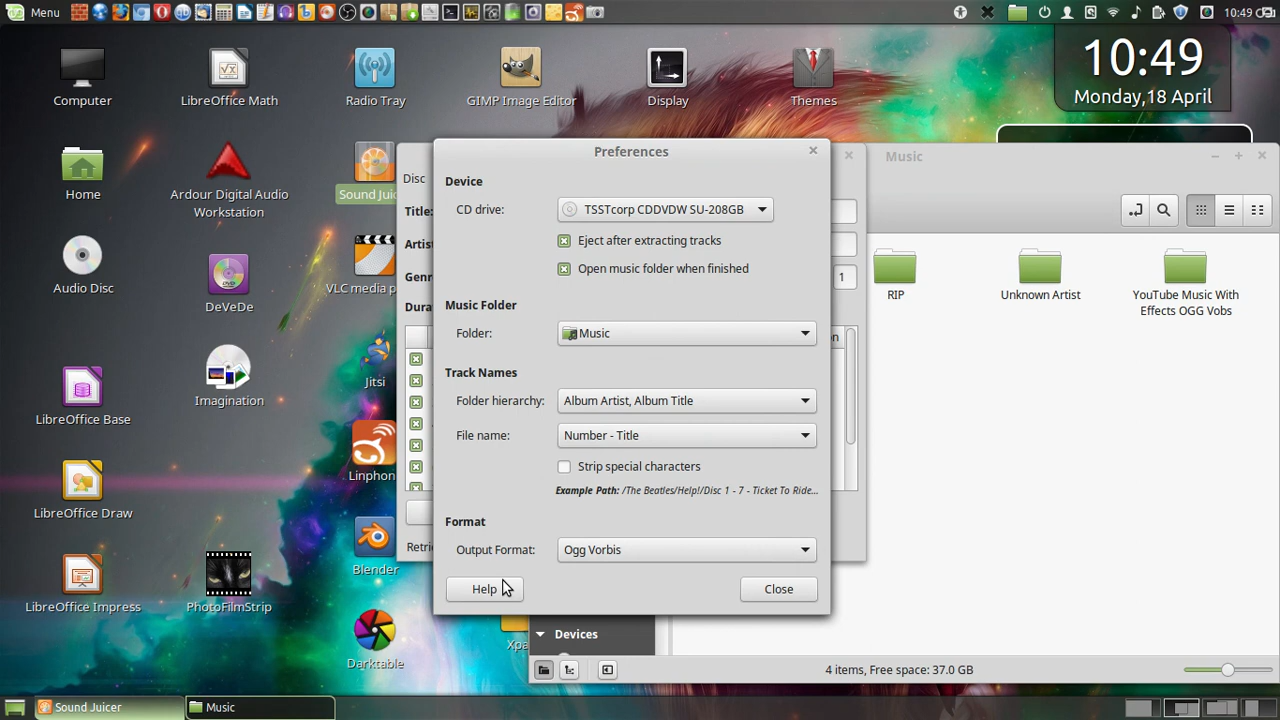 Menu
10:49
Computer
LibreOffice Math
Radio Tray
GIMP Image Editor
Display
Themes
10:49
Monday,18 April
Home
Ardour Digital Audio
Workstation
Sound Juic
Audio Disc
DeVeDe
VLC media p
LibreOffice Base
Imagination
Jitsi
LibreOffice Draw
Linphon
LibreOffice Impress
PhotoFilmStrip
Blender
Darktable
Xpa
Disc
Title:
Artis
Genr
1
Dura
n
Retri
Preferences
Device
CD drive:
TSSTcorp CDDVDW SU-208GB
Eject after extracting tracks
Open music folder when finished
Music Folder
Folder:
Music
Track Names
Folder hierarchy:
Album Artist, Album Title
File name:
Number - Title
Strip special characters
Example Path: /The Beatles/Help!/Disc 1 - 7 - Ticket To Ride...
Format
Output Format:
Ogg Vorbis
Help
Close
Music
RIP
Unknown Artist
YouTube Music With
Effects OGG Vobs
Devices
4 items, Free space: 37.0 GB
Sound Juicer
Music